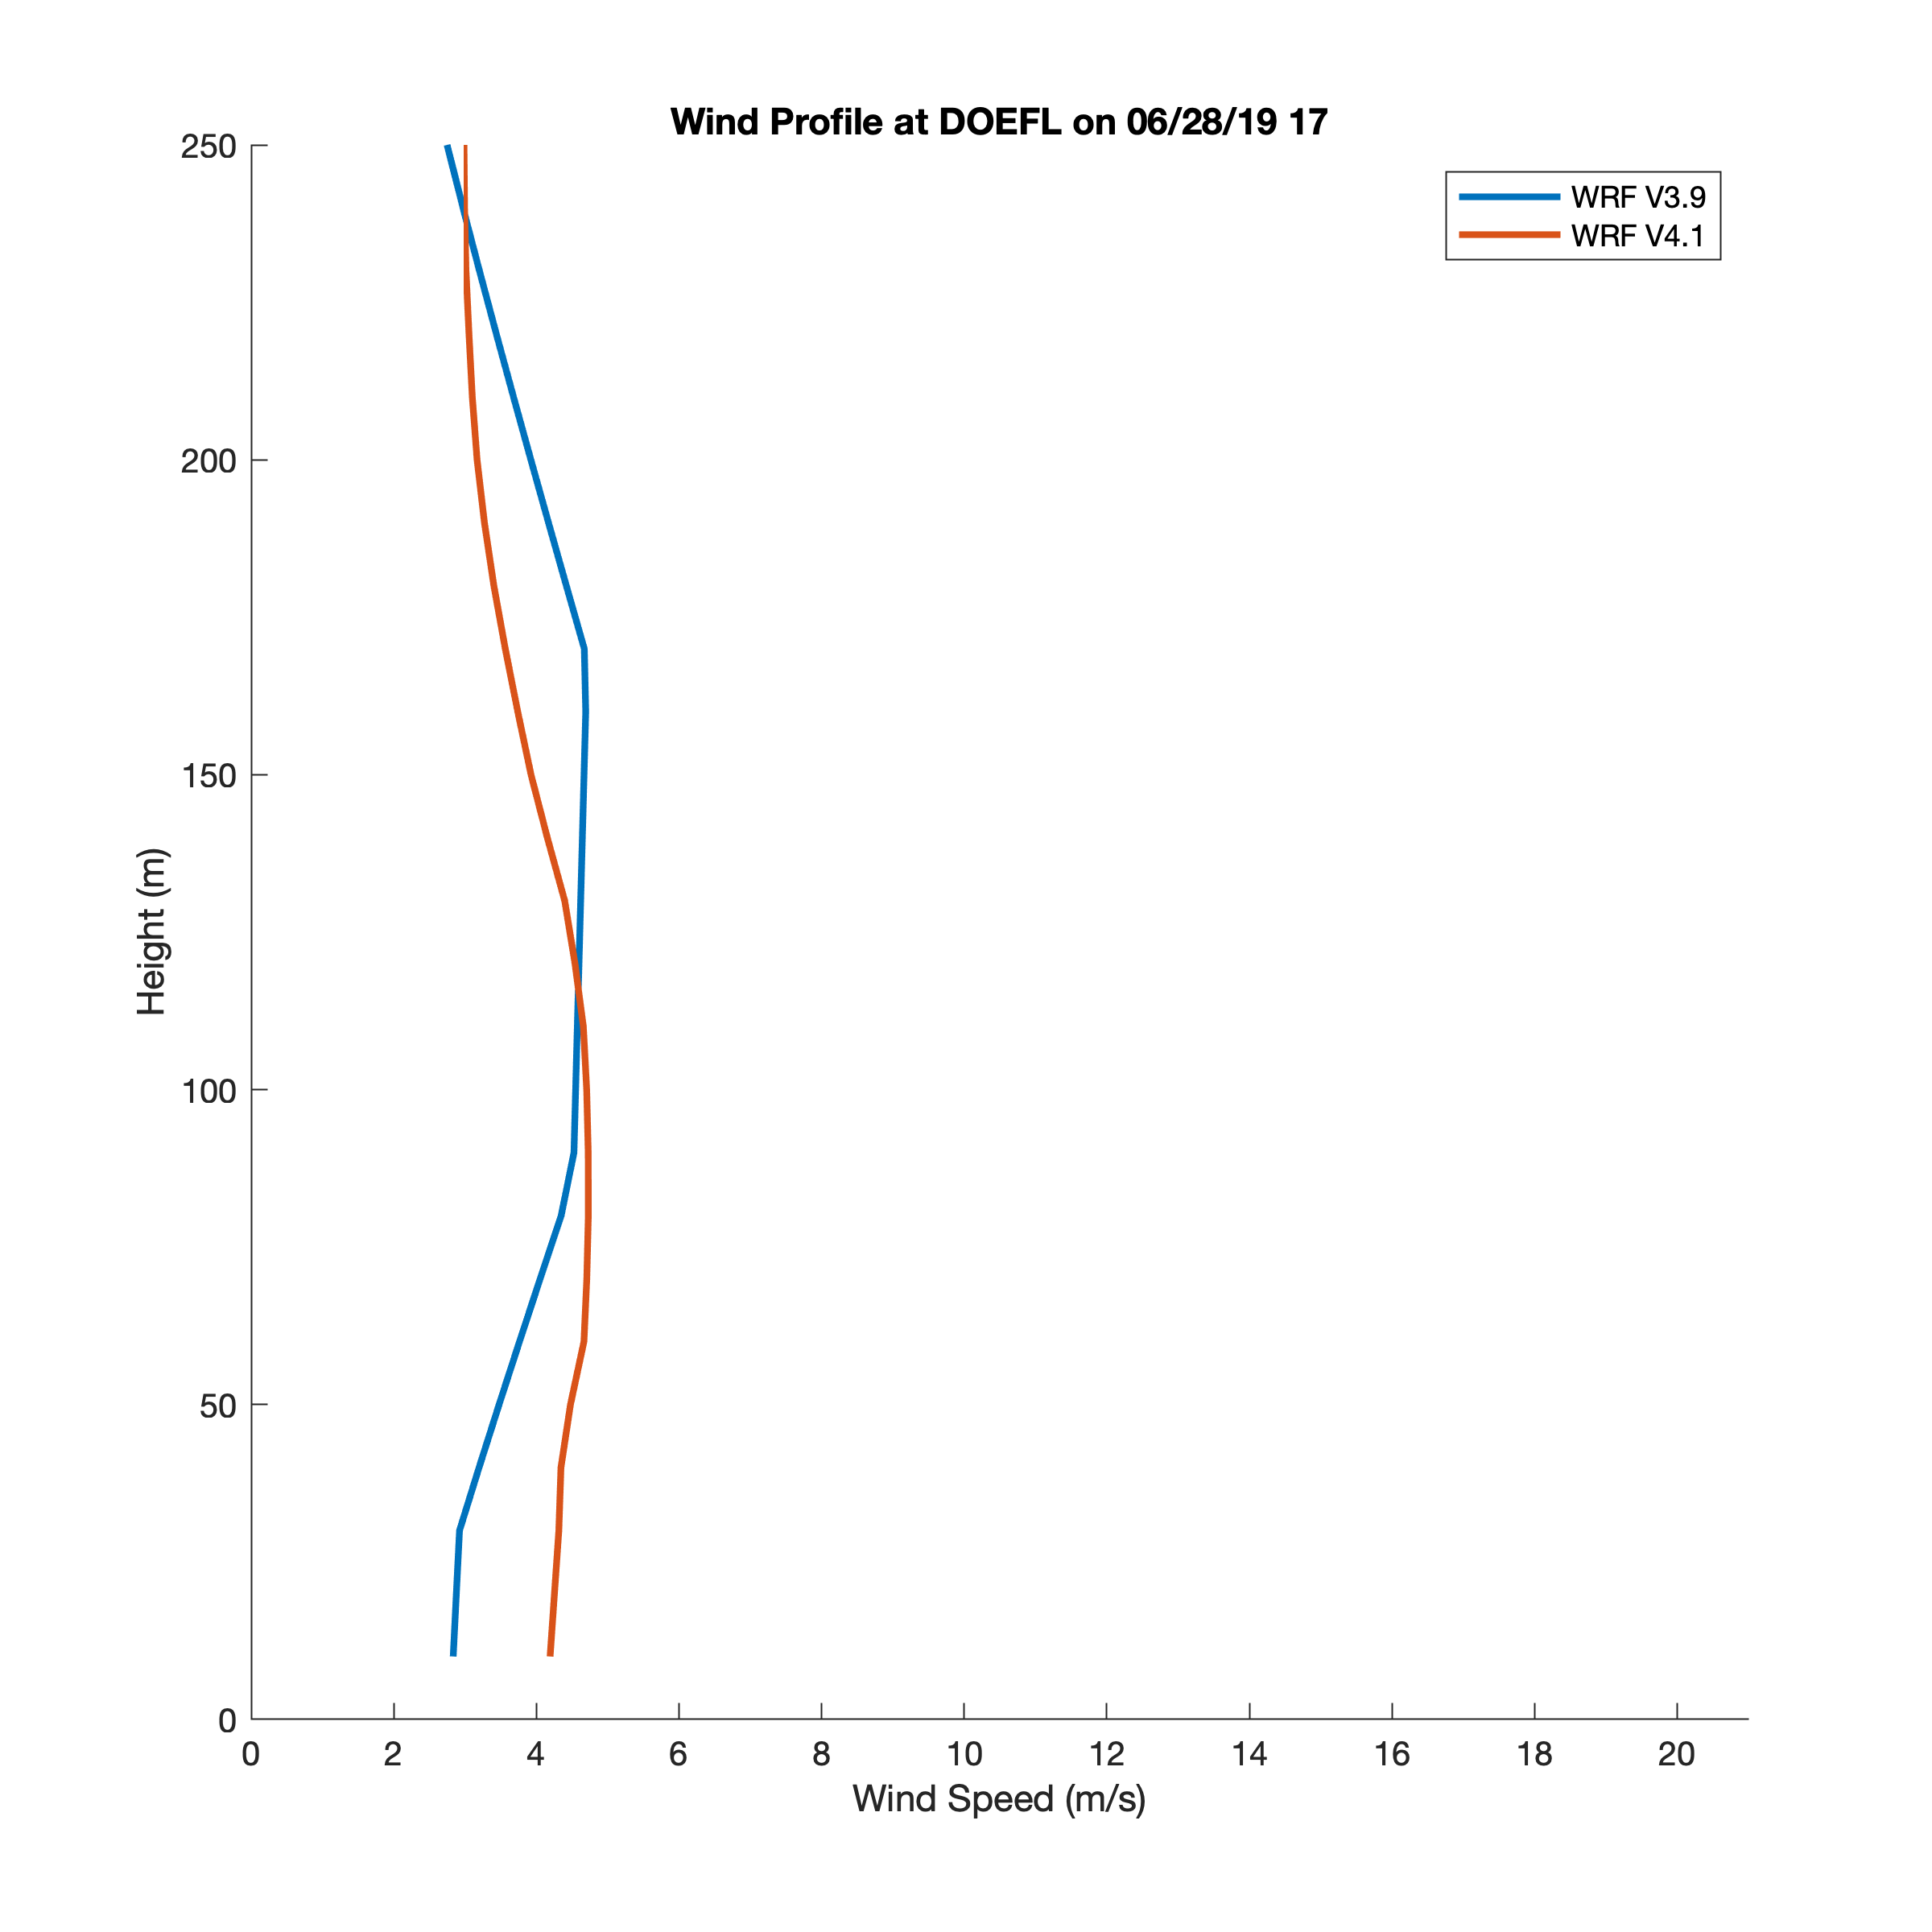 Wind Profile at DOEFL on 06/28/19 17
WRF V3.9
WRF V4.1
250
200
150
100
50
0
Height (m)
0 2 4 6 8 10 12 14 16 18 20
Wind Speed (m/s)